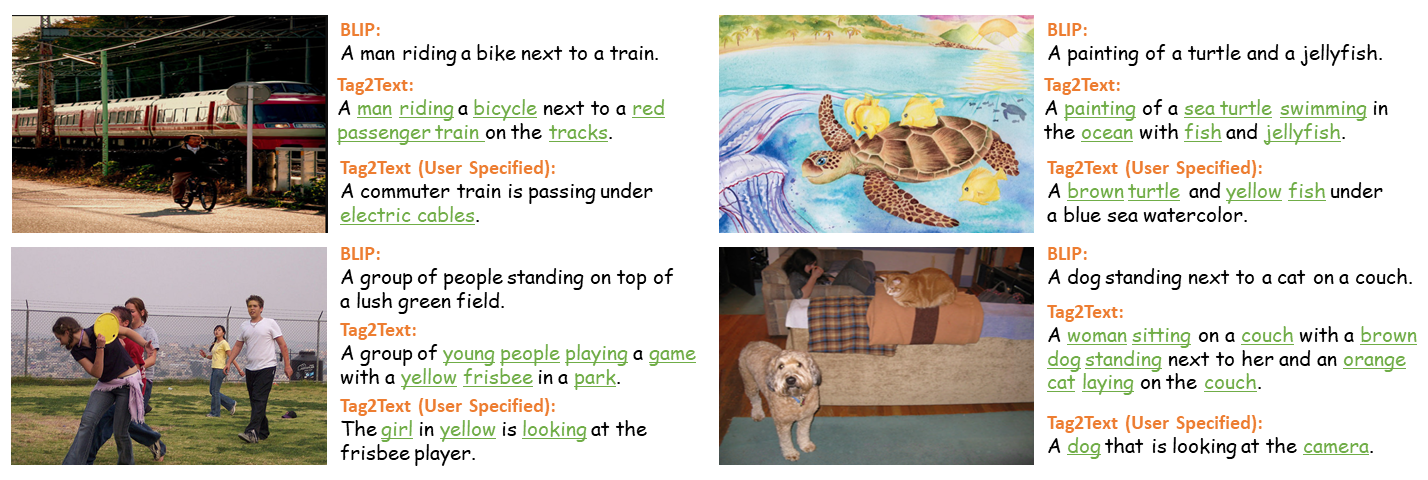 BLIP:
A man riding a bike next to a train.
Tag2Text:
A man riding a bicycle next to a red
passenger train on the tracks.
Tag2Text (User Specified):
A commuter train is passing under
electric cables.
BLIP:
A painting of a turtle and a jellyfish.
Tag2Text:
A painting of a sea turtle swimming in
the ocean with fish and jellyfish.
Tag2Text (User Specified):
A brown turtle and yellow fish under
a blue sea watercolor.
BLIP:
A group of people standing on top of
a lush green field.
Tag2Text:
A group of young people playing a game
with a yellow frisbee in a park.
Tag2Text (User Specified):
The girl in yellow is looking at the
frisbee player.
BLIP:
A dog standing next to a cat on a couch.
Tag2Text:
A woman sitting on a couch with a brown
dog standing next to her and an orange
cat laying on the couch.
Tag2Text (User Specified):
A dog that is looking at the camera.